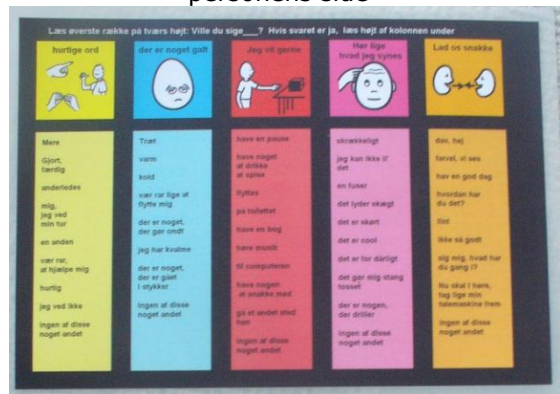 personens side
Læs øverste række på tværs højt: Ville du sige___? Hvis svaret er ja, læs højt af kolonnen under
hurtige ord
der er noget galt
Jeg vil gerne
Hør lige
hvad jeg synes
Lad os snakke
Mere
Gjort,
færdig
anderledes
mig,
jeg ved
min tur
en anden
vær rar,
at hjælpe mig
hurtig
jeg ved ikke
ingen af disse
noget andet
Træt
varm
kold
vær rar lige at
flytte mig
der er noget,
der gør ondt
jeg har kvalme
der er noget,
der er gået
i stykker
ingen af disse
noget andet
have en pause
have noget
at drikke
at spise
flyttes
på toilettet
have en bog
have musik
til computeren
have nogen
at snakke med
gå et andet sted
hen
ingen af disse
noget andet
skrækkeligt
jeg kan ikke li'
det
en fuser
det lyder skægt
det er skørt
det er cool
det er for dårligt
det gør mig stang
tosset
der er nogen,
der driller
ingen af disse
noget andet
dav, hej
farvel, vi ses
hav en god dag
hvordan har
du det?
fint
ikke så godt
sig mig, hvad har
du gang i?
Nu skal I høre,
tag lige min
talemaskine frem
ingen af disse
noget andet